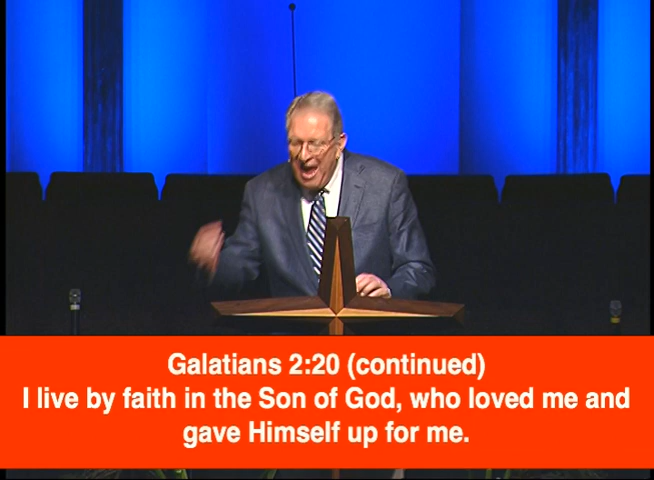 Galatians 2:20 (continued)
I live by faith in the Son of God, who loved me and
gave Himself up for me.